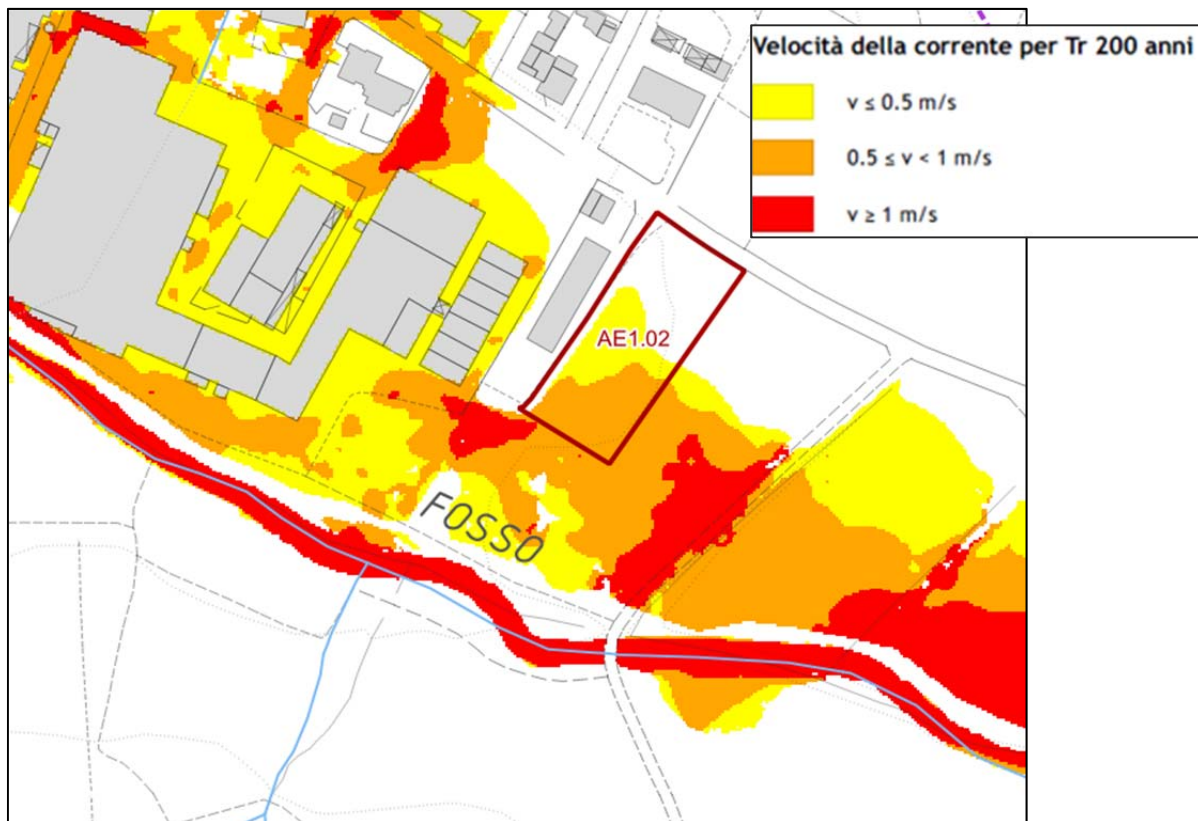 Velocità della corrente per Tr 200 anni
v ≤ 0.5 m/s
0.5 ≤ v < 1 m/s
v ≥ 1 m/s
AE1.02
FOSSO